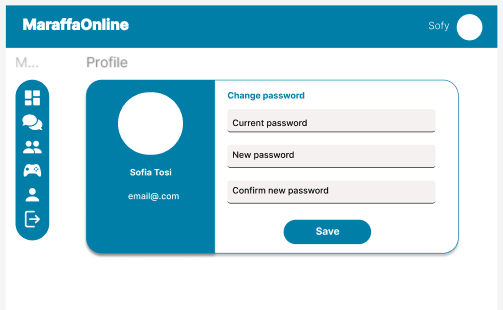 MaraffaOnline
Sofy
M...
Profile
Change password
Current password
New password
Sofia Tosi
email@.com
Confirm new password
Save